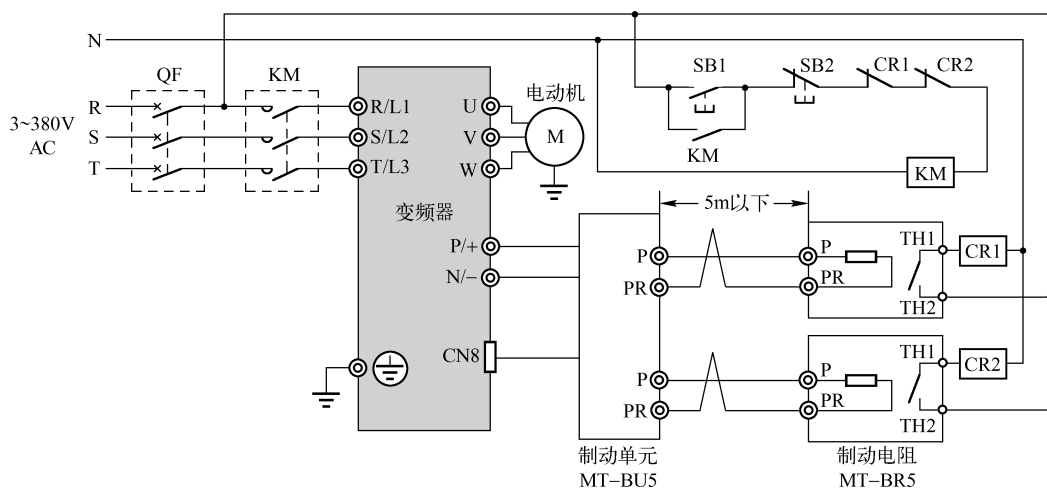 N
QF
KM
R
S
T
3~380V
AC
R/L1
S/L2
T/L3
U
V
W
变频器
P/+
N/−
CN8
电动机
M
SB1
KM
SB2
CR1
CR2
KM
5m以下
P
PR
P
PR
TH1
TH2
CR1
P
PR
P
PR
TH1
TH2
CR2
制动单元
MT−BU5
制动电阻
MT−BR5